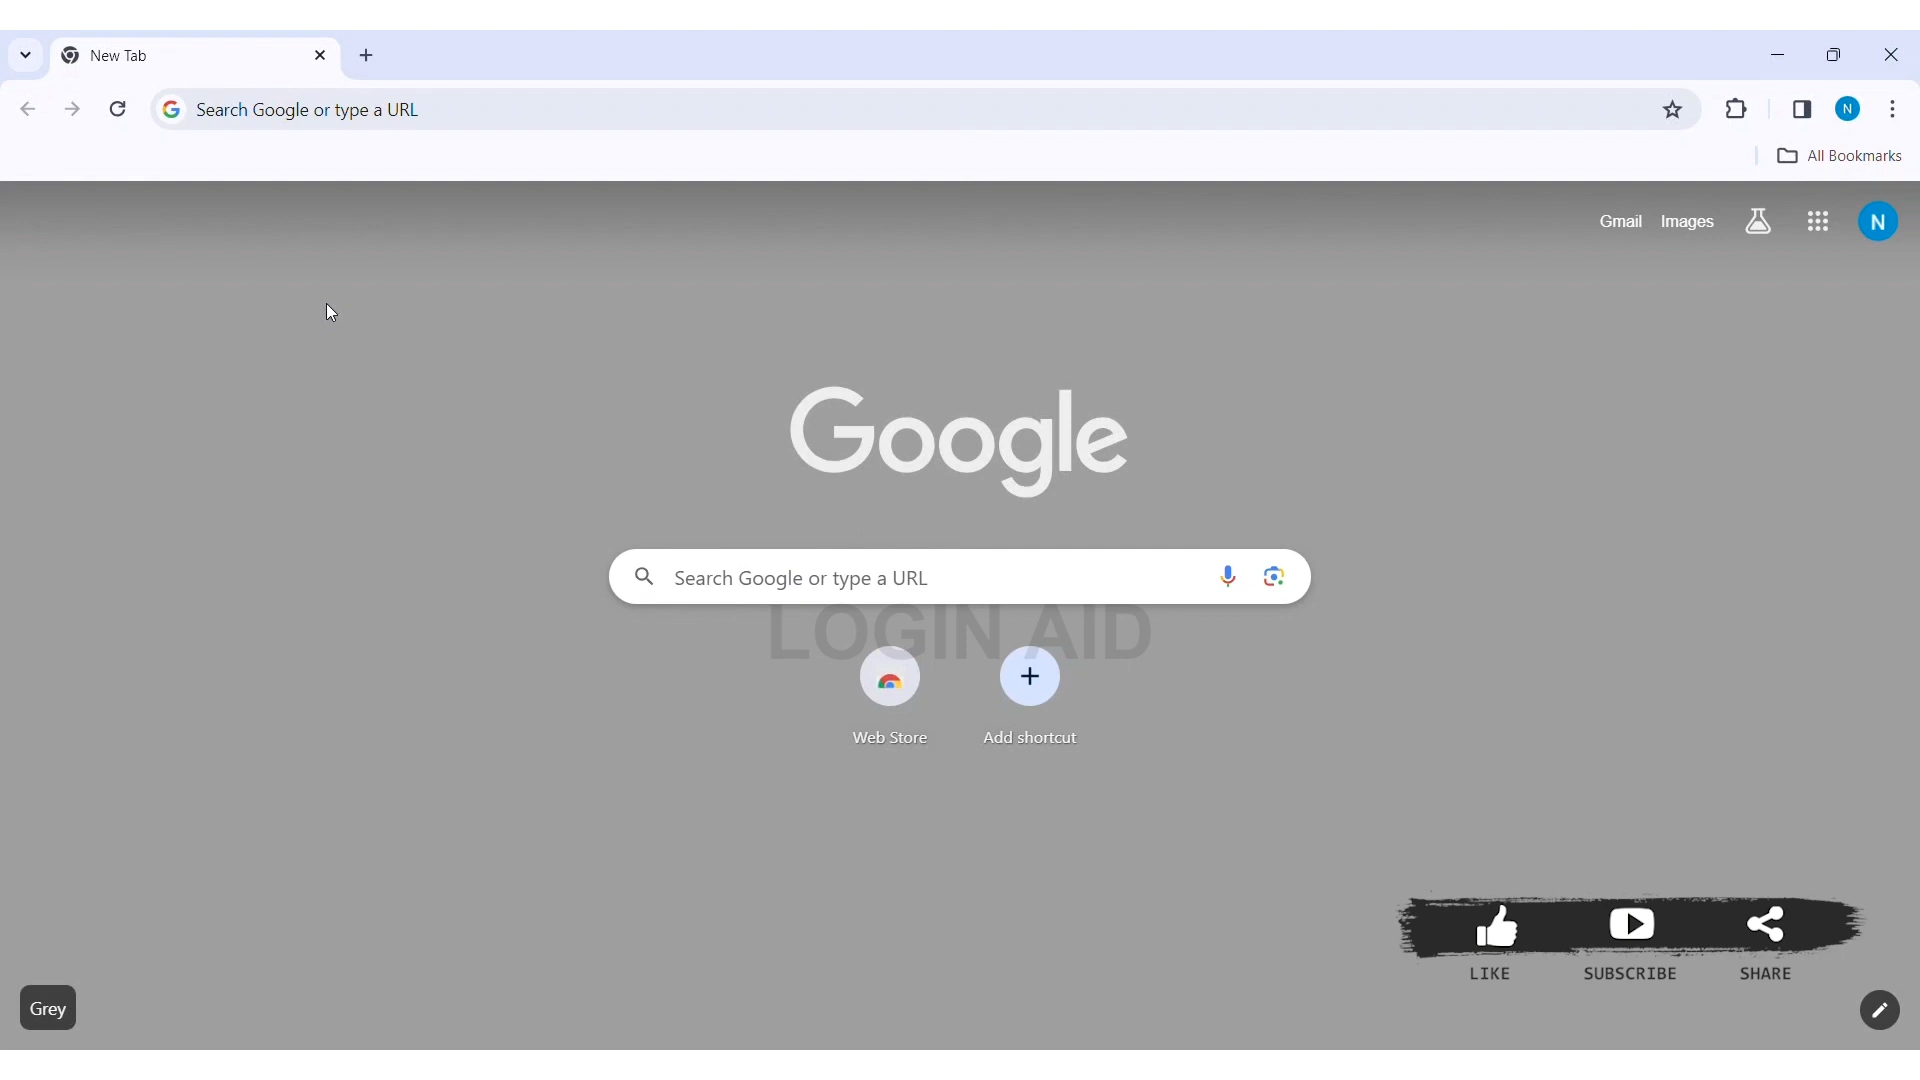 New Tab
Search Google or type a URL
N
All Bookmarks
Gmail Images
N
Google
Search Google or type a URL
LOGIN AID
Web Store Add shortcut
LIKE SUBSCRIBE SHARE
Grey